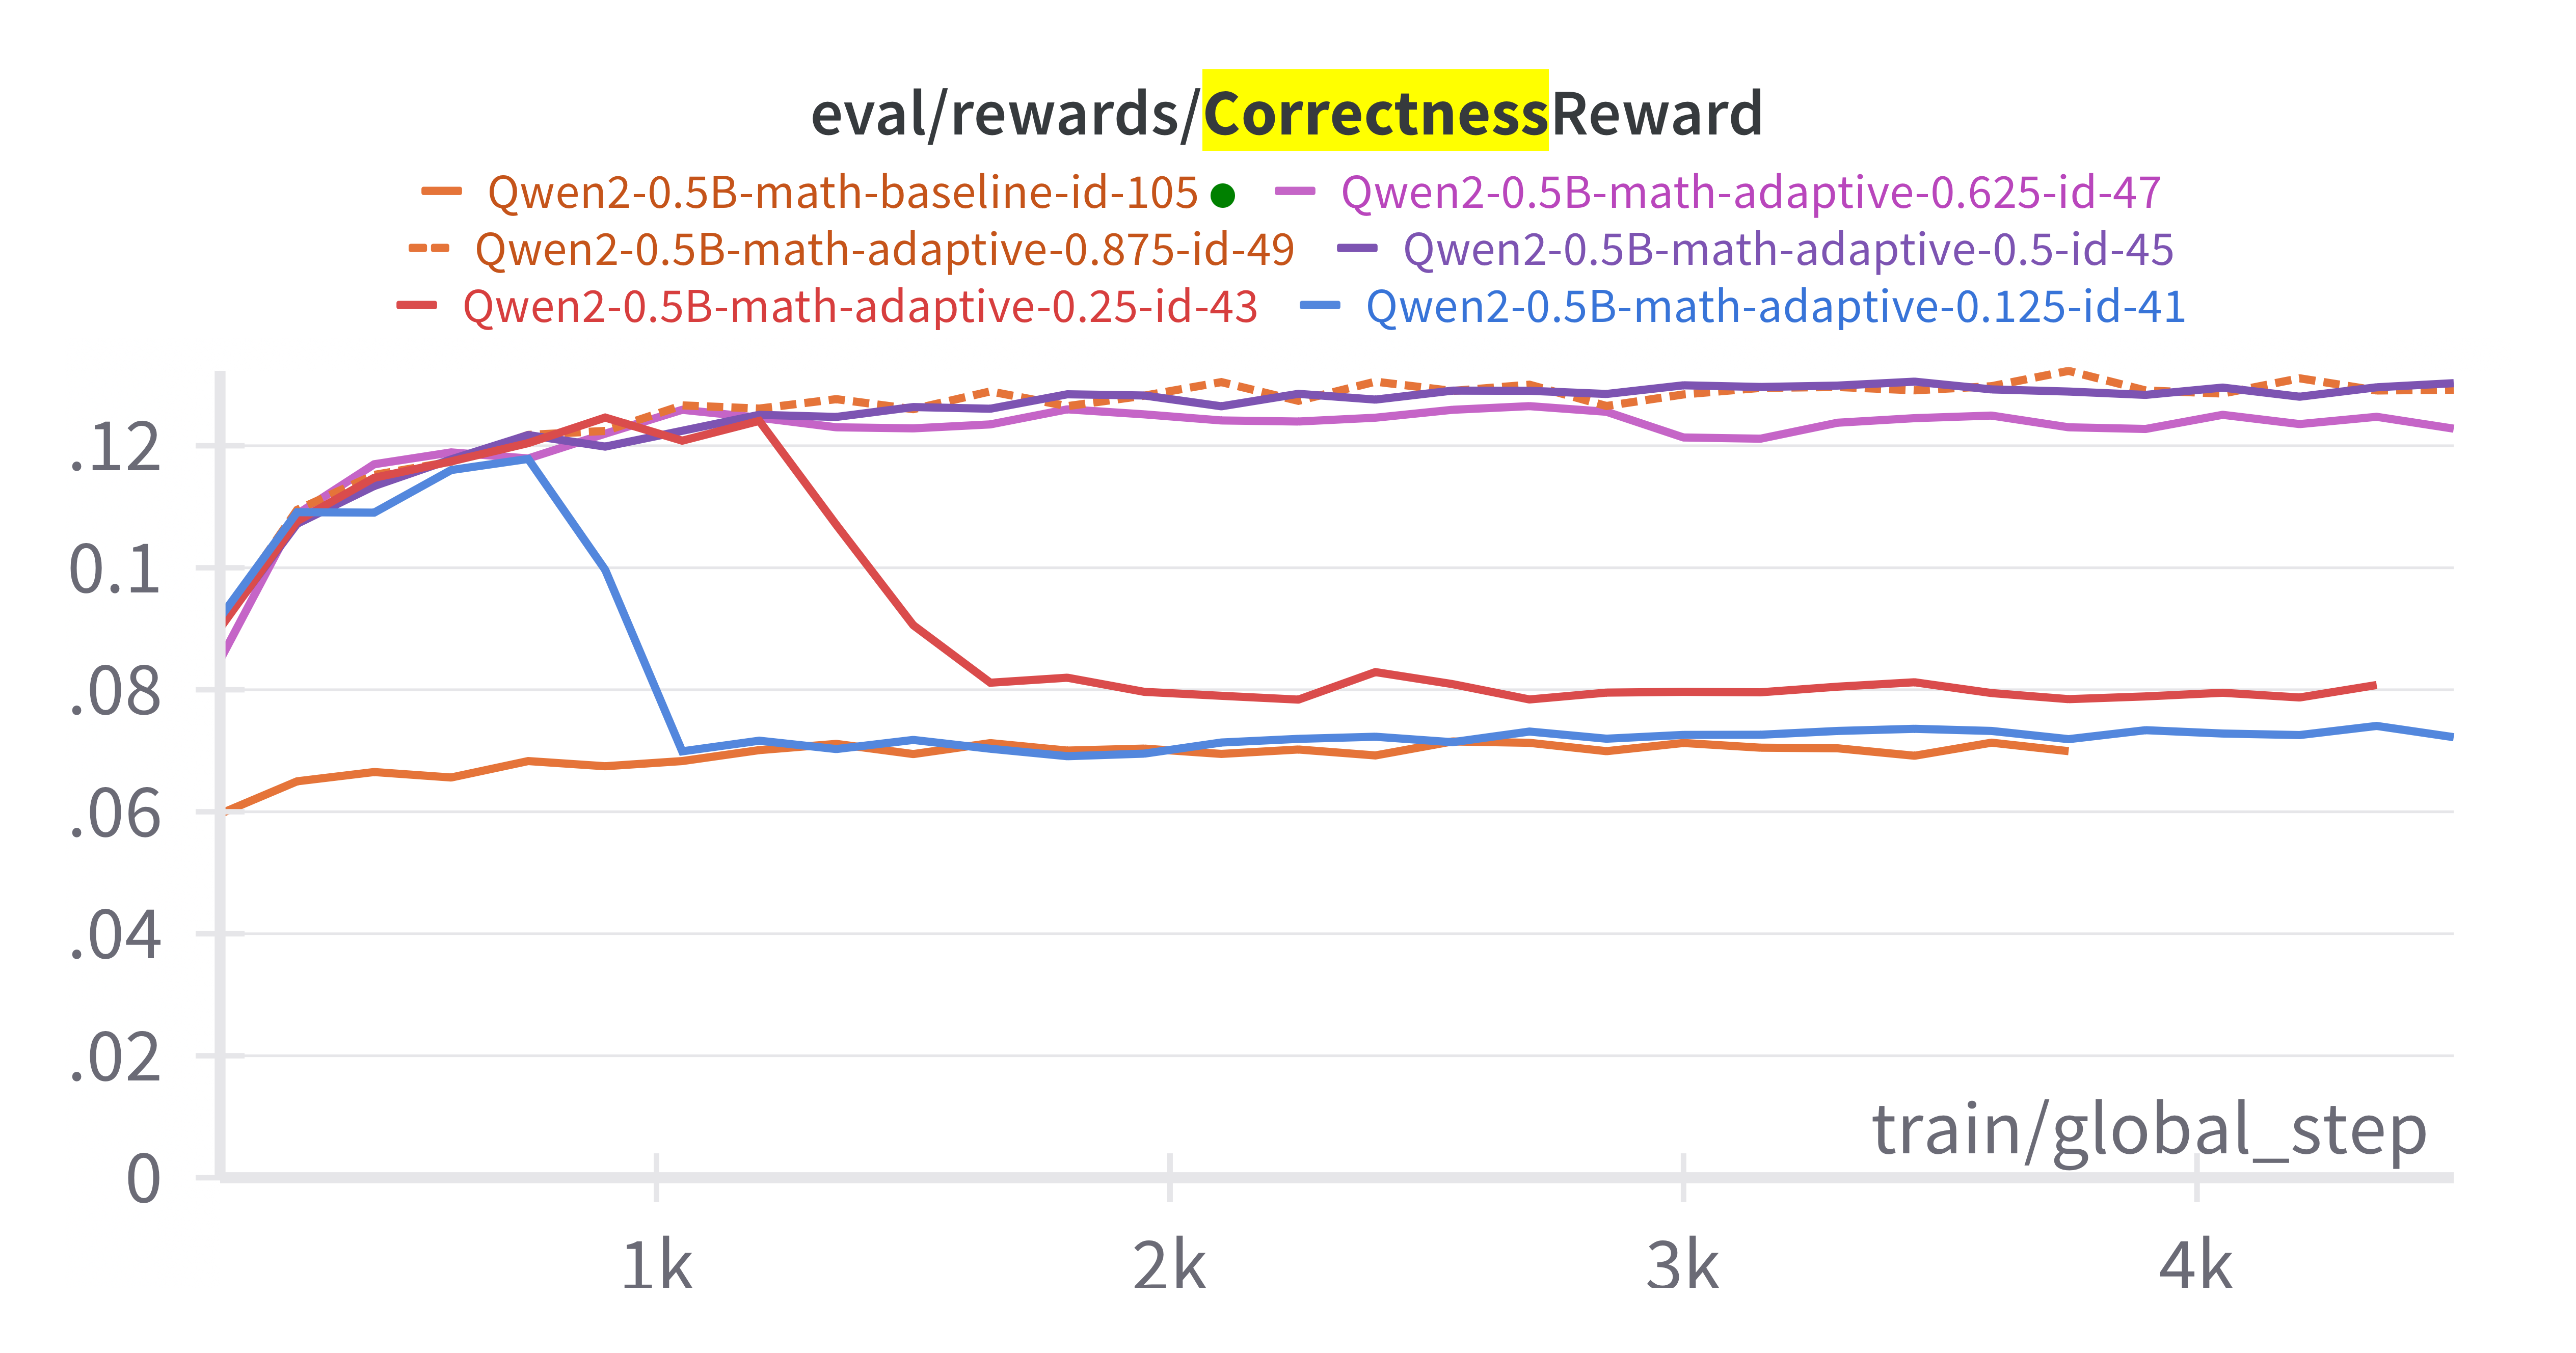 eval/rewards/CorrectnessReward
Qwen2-0.5B-math-baseline-id-105 Qwen2-0.5B-math-adaptive-0.625-id-47
Qwen2-0.5B-math-adaptive-0.875-id-49 Qwen2-0.5B-math-adaptive-0.5-id-45
Qwen2-0.5B-math-adaptive-0.25-id-43 Qwen2-0.5B-math-adaptive-0.125-id-41
.12
0.1
.08
.06
.04
.02
train/global_step
0
1k 2k 3k 4k